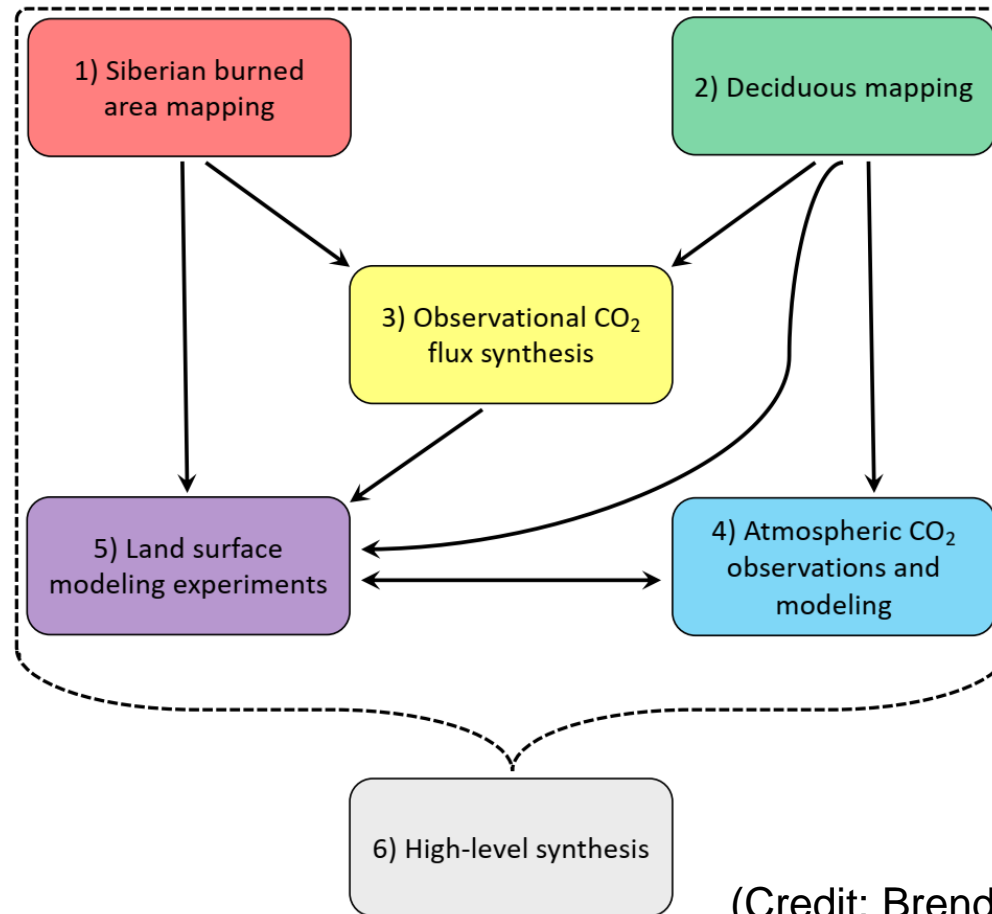 1) Siberian burned
area mapping
2) Deciduous mapping
3) Observational CO₂
flux synthesis
5) Land surface
modeling experiments
4) Atmospheric CO₂
observations and
modeling
6) High-level synthesis
(Credit: Brend